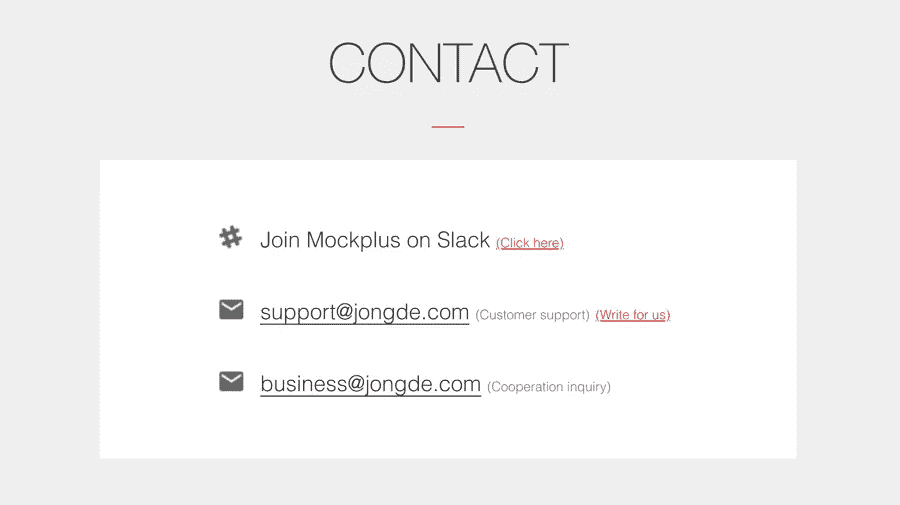 CONTACT
Join Mockplus on Slack (Click here)
support@jongde.com (Customer support) (Write for us)
business@jongde.com (Cooperation inquiry)